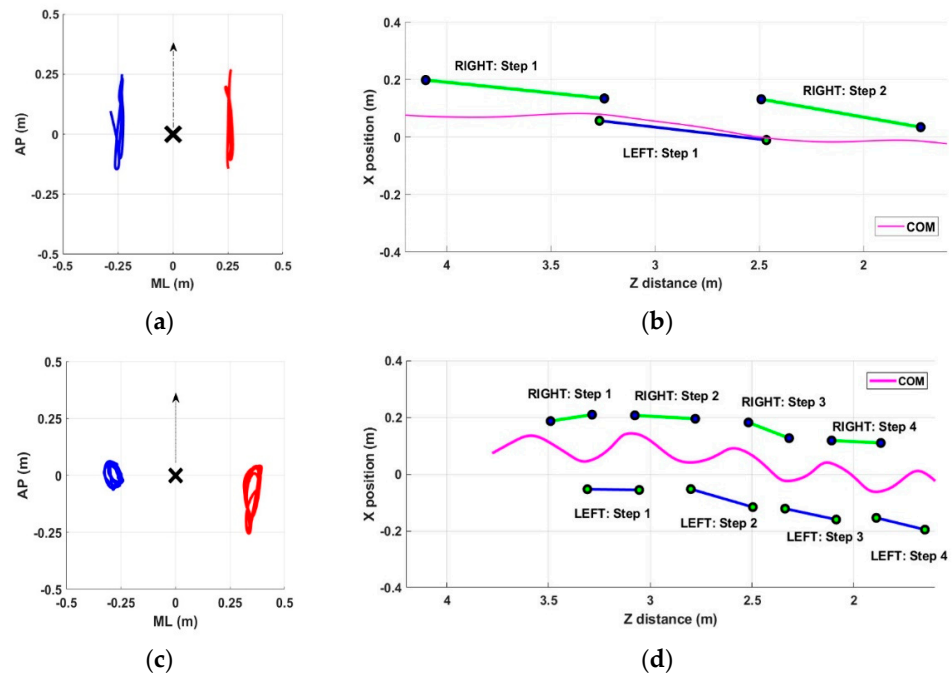 0.5
0.25
0
-0.25
-0.5
AP (m)
-0.5
-0.25
0
0.25
0.5
ML (m)
(a)
0.4
0.2
0
-0.2
-0.4
X position (m)
RIGHT: Step 1
RIGHT: Step 2
LEFT: Step 1
COM
4
3.5
3
2.5
2
Z distance (m)
(b)
0.5
0.25
0
-0.25
-0.5
AP (m)
-0.5
-0.25
0
0.25
0.5
ML (m)
(c)
0.4
0.2
0
-0.2
-0.4
X position (m)
COM
RIGHT: Step 1
RIGHT: Step 2
RIGHT: Step 3
RIGHT: Step 4
LEFT: Step 1
LEFT: Step 2
LEFT: Step 3
LEFT: Step 4
4
3.5
3
2.5
2
Z distance (m)
(d)